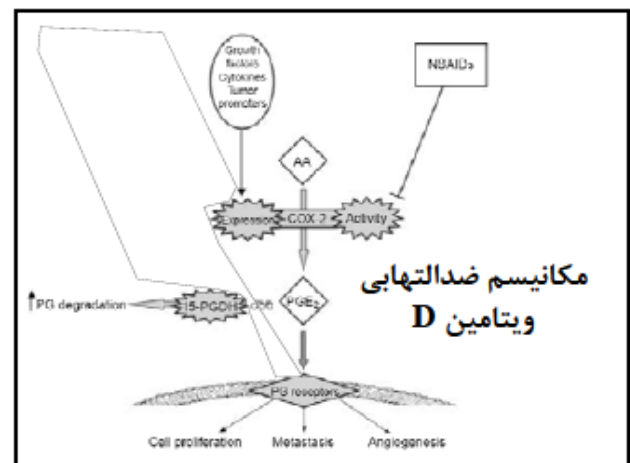 Growth
factors
Cytokines
Tumor
promoters
NSAIDs
AA
Expression COX-2 Activity
مکانیسم ضدالتهابی
ویتامین D
PG degradation
15-PGDH
PGE2
PG receptors
Cell proliferation Metastasis Angiogenesis